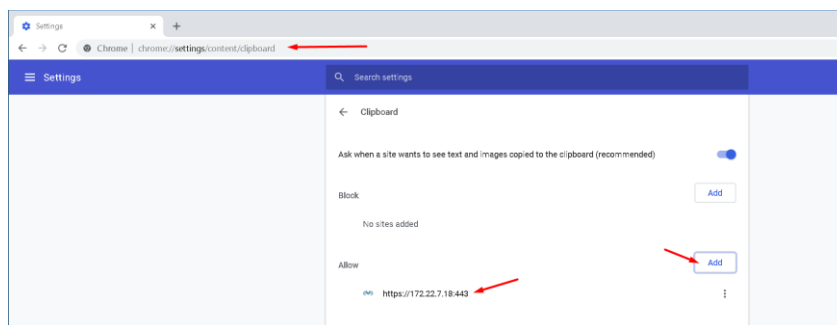 Settings
Chrome | chrome://settings/content/clipboard
Settings
Search settings
Clipboard
Ask when a site wants to see text and images copied to the clipboard (recommended)
Block
Add
No sites added
Allow
Add
https://172.22.7.18:443